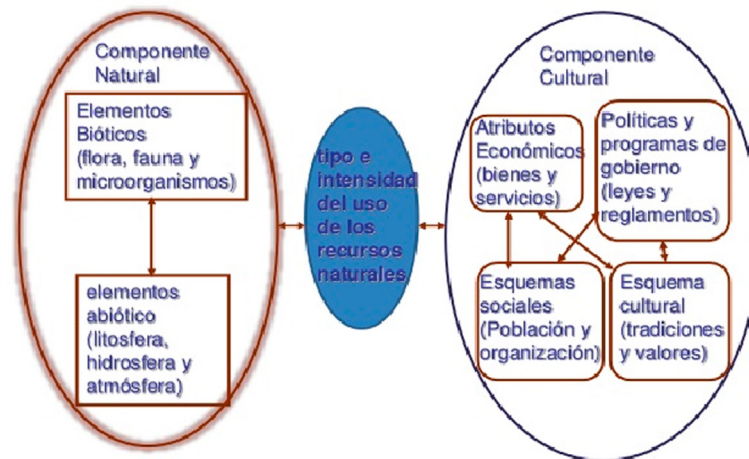 Componente
Natural
Elementos
Bióticos
(flora, fauna y
microorganismos)
elementos
abiótico
(litosfera,
hidrosfera y
atmósfera)
tipo e
intensidad
del uso
de los
recursos
naturales
Componente
Cultural
Atributos
Económicos
(bienes y
servicios)
Políticas y
programas de
gobierno
(leyes y
reglamentos)
Esquemas
sociales
(Población y
organización)
Esquema
cultural
(tradiciones
y valores)